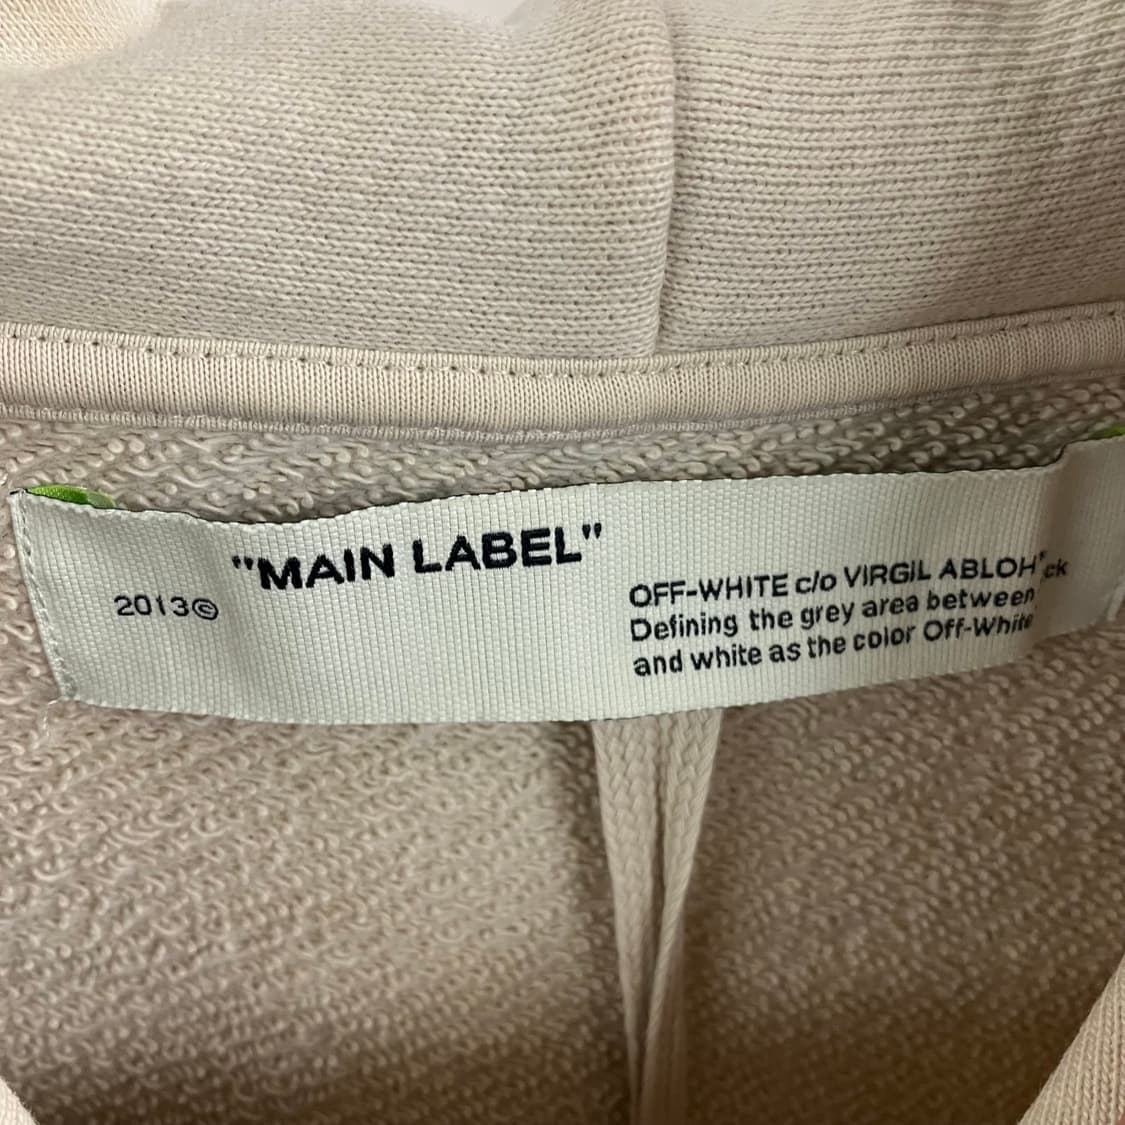 "MAIN LABEL"
2013©
OFF-WHITE c/o VIRGIL ABLOH"
Defining the grey area between ck
and white as the color Off-White